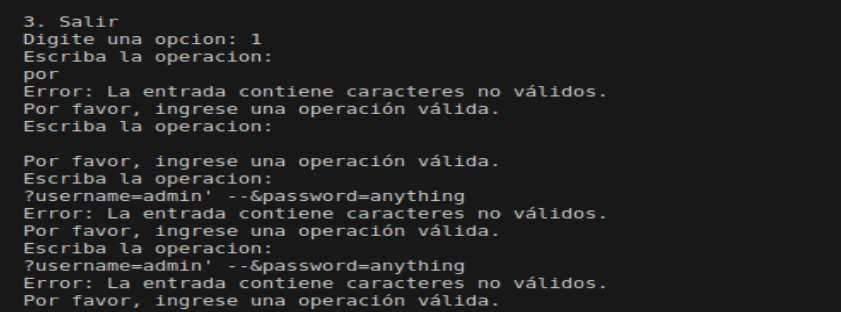 3. Salir
Digite una opcion: 1
Escriba la operacion:
por
Error: La entrada contiene caracteres no válidos.
Por favor, ingrese una operación válida.
Escriba la operacion:
Por favor, ingrese una operación válida.
Escriba la operacion:
?username=admin' --&password=anything
Error: La entrada contiene caracteres no válidos.
Por favor, ingrese una operación válida.
Escriba la operacion:
?username=admin' --&password=anything
Error: La entrada contiene caracteres no válidos.
Por favor, ingrese una operación válida.